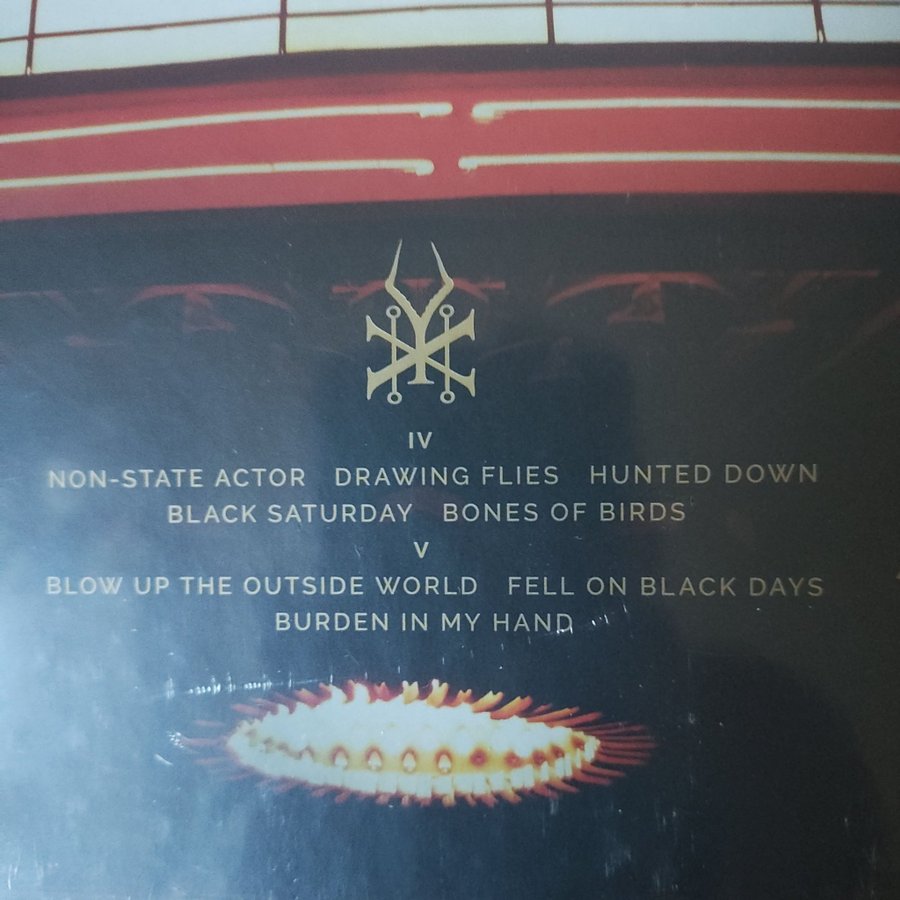 IV
NON-STATE ACTOR DRAWING FLIES HUNTED DOWN
BLACK SATURDAY BONES OF BIRDS
V
BLOW UP THE OUTSIDE WORLD FELL ON BLACK DAYS
BURDEN IN MY HAND